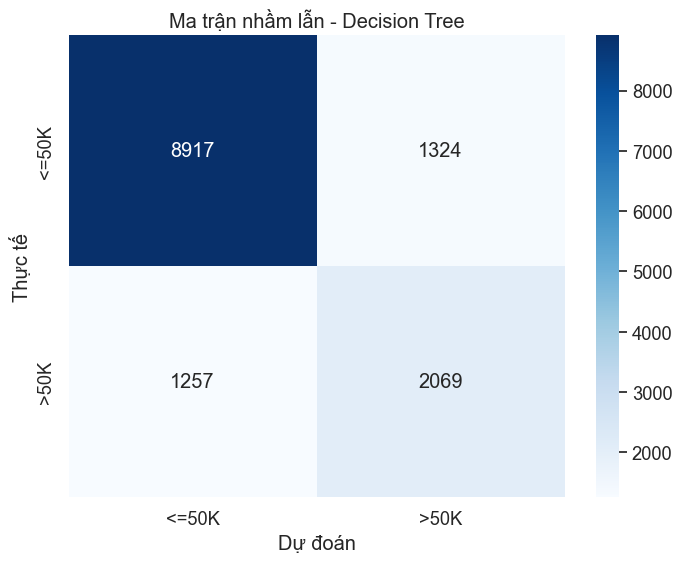 Ma trận nhầm lẫn - Decision Tree
Thực tế
<=50K
>50K
8917
1324
1257
2069
<=50K
>50K
Dự đoán
8000
7000
6000
5000
4000
3000
2000